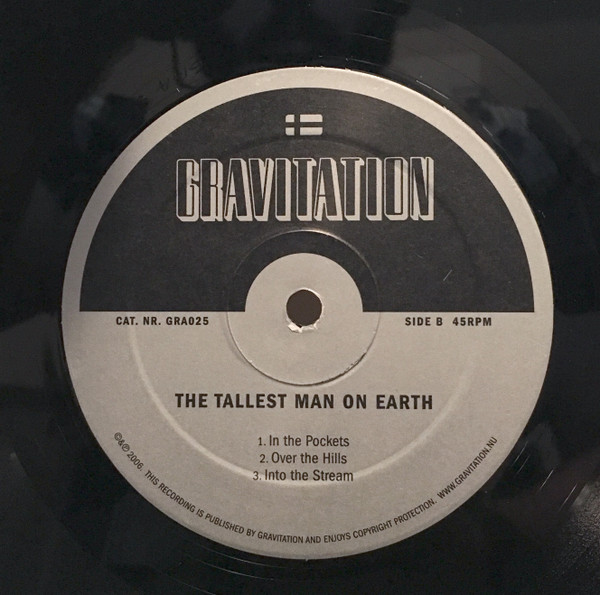 GRAVITATION
CAT. NR. GRA025
SIDE B 45RPM
THE TALLEST MAN ON EARTH
1. In the Pockets
2. Over the Hills
3. Into the Stream
©&℗ 2006. THIS RECORDING IS PUBLISHED BY GRAVITATION AND ENJOYS COPYRIGHT PROTECTION. WWW.GRAVITATION.NU